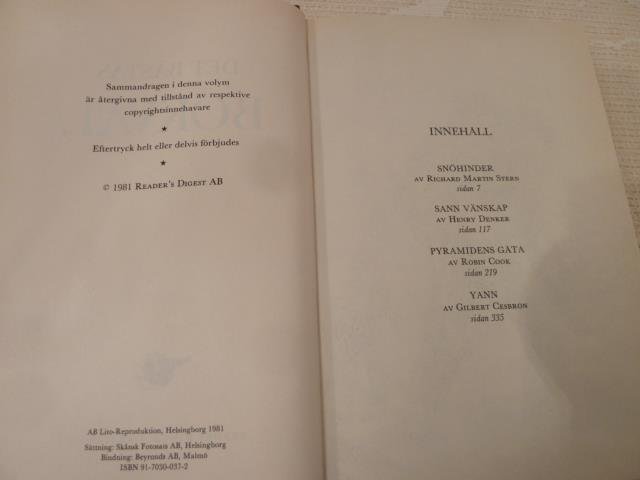 Sammandragen i denna volym
är återgivna med tillstånd av respektive
copyrightsinnehavare
★
Eftertryck helt eller delvis förbjudes
★
© 1981 READER'S DIGEST AB
AB Lito-Reproduktion, Helsingborg 1981
Sättning: Skånsk Fotosats AB, Helsingborg
Bindning: Beyronds AB, Malmö
ISBN 91-7030-037-2
INNEHÅLL
SNÖHINDER
AV RICHARD MARTIN STERN
sidan 7
SANN VÄNSKAP
AV HENRY DENKER
sidan 117
PYRAMIDENS GÅTA
AV ROBIN COOK
sidan 219
YANN
AV GILBERT CESBRON
sidan 335